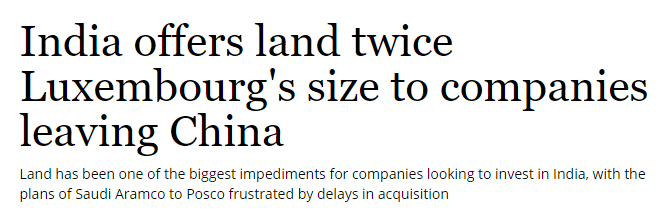 India offers land twice
Luxembourg's size to companies
leaving China
Land has been one of the biggest impediments for companies looking to invest in India, with the
plans of Saudi Aramco to Posco frustrated by delays in acquisition